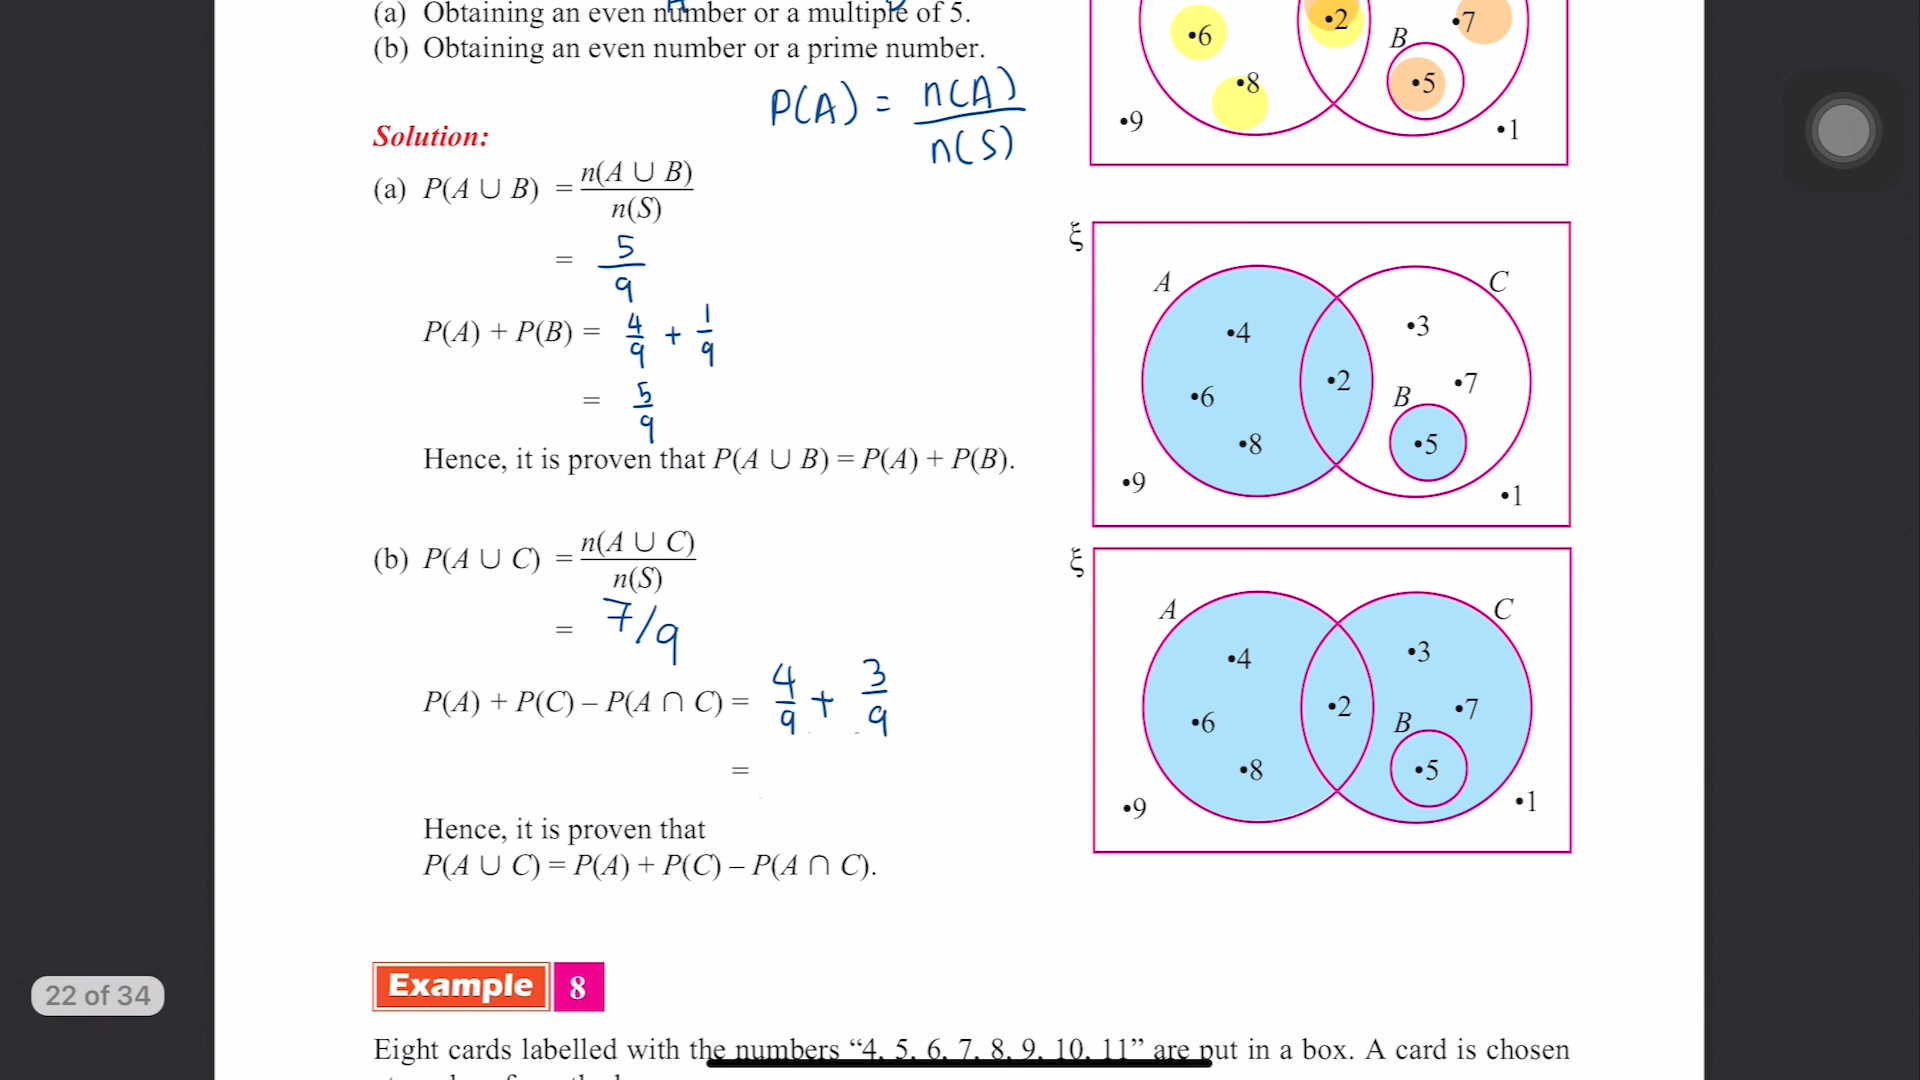 (a) Obtaining an even number or a multiple of 5.
(b) Obtaining an even number or a prime number.
P(A) = n(A) / n(S)
Solution:
(a) P(A ∪ B) = n(A ∪ B) / n(S)
= 5/9
P(A) + P(B) = 4/9 + 1/9
= 5/9
Hence, it is proven that P(A ∪ B) = P(A) + P(B).
(b) P(A ∪ C) = n(A ∪ C) / n(S)
= 7/9
P(A) + P(C) – P(A ∩ C) = 4/9 + 3/9
=
Hence, it is proven that
P(A ∪ C) = P(A) + P(C) – P(A ∩ C).
•2 •7
•6 B
•8 •5
•9 •1
ξ
A C
•4 •3
•6 •2 B •7
•8 •5
•9 •1
ξ
A C
•4 •3
•6 •2 B •7
•8 •5
•9 •1
Example 8
22 of 34
Eight cards labelled with the numbers “4, 5, 6, 7, 8, 9, 10, 11” are put in a box. A card is chosen